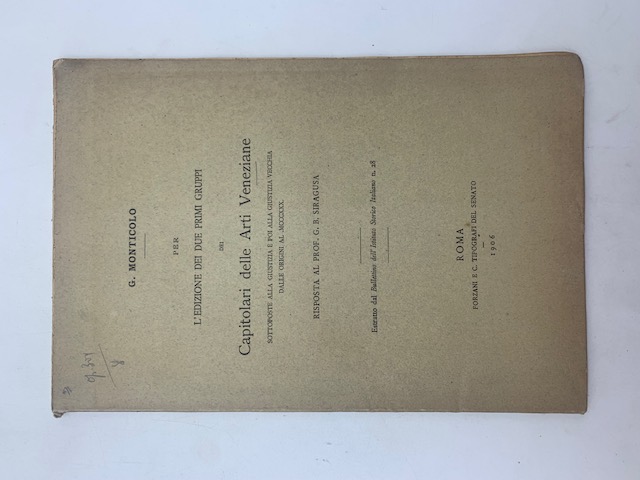 G. MONTICOLO
PER
L'EDIZIONE DEI DUE PRIMI GRUPPI
DEI
Capitolari delle Arti Veneziane
SOTTOPOSTE ALLA GIUSTIZIA E POI ALLA GIUSTIZIA VECCHIA
DALLE ORIGINI AL MCCCXXX
RISPOSTA AL PROF. G. B. SIRAGUSA
Estratto dal Bullettino dell'Istituto Storico Italiano n. 28
ROMA
FORZANI E C. TIPOGRAFI DEL SENATO
1906